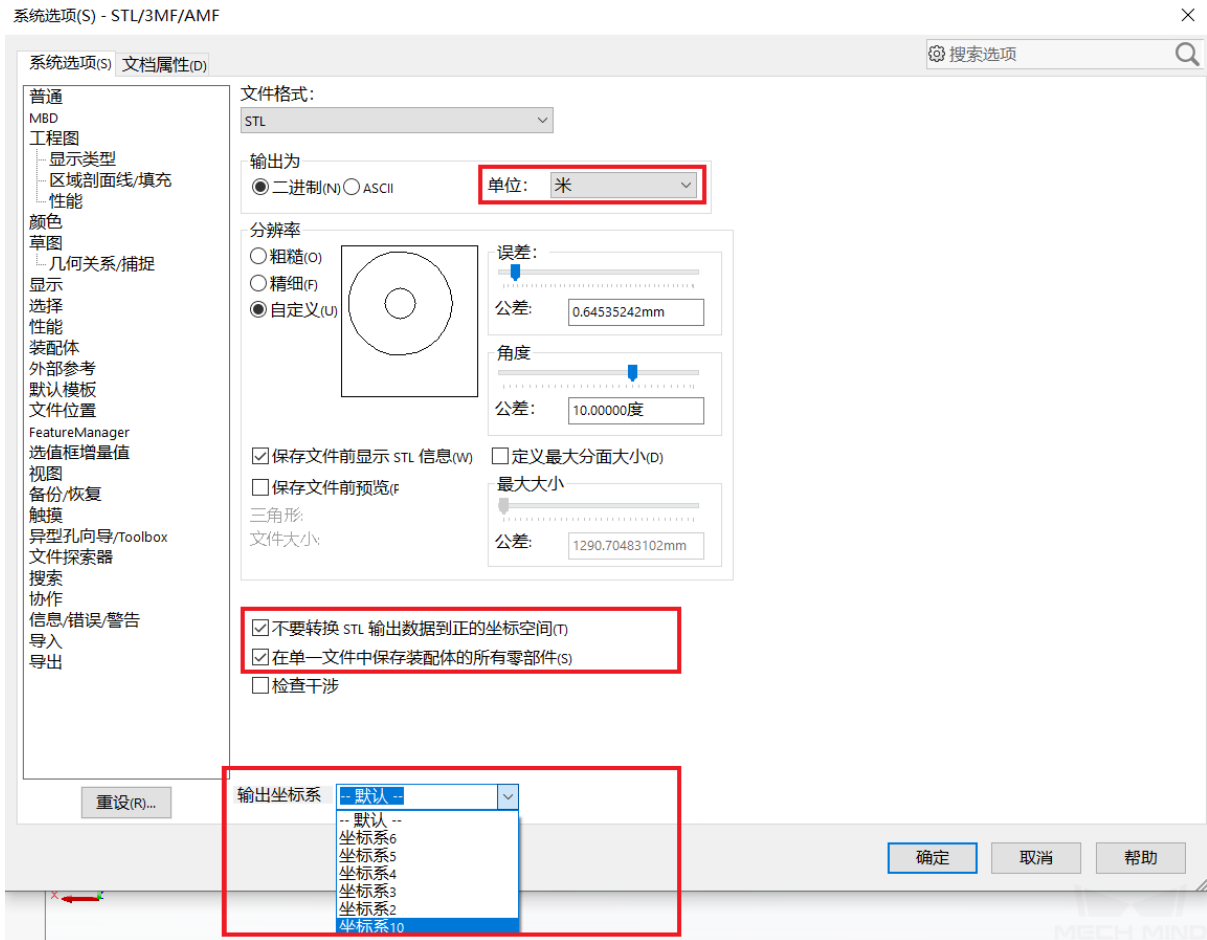 系统选项(S) - STL/3MF/AMF
系统选项(S) 文档属性(D)
搜索选项
普通
MBD
工程图
显示类型
区域剖面线/填充
性能
颜色
草图
几何关系/捕捉
显示
选择
性能
装配体
外部参考
默认模板
文件位置
FeatureManager
选值框增量值
视图
备份/恢复
触摸
异型孔向导/Toolbox
文件探索器
搜索
协作
信息/错误/警告
导入
导出
重设(R)...
文件格式:
STL
输出为
二进制(N) ASCII
单位: 米
分辨率
粗糙(O)
精细(F)
自定义(U)
误差:
公差: 0.64535242mm
角度
公差: 10.00000度
保存文件前显示 STL 信息(W)
定义最大分面大小(D)
保存文件前预览(P
三角形:
文件大小:
最大大小
公差: 1290.70483102mm
不要转换 STL 输出数据到正的坐标空间(T)
在单一文件中保存装配体的所有零部件(S)
检查干涉
输出坐标系 -- 默认 --
-- 默认 --
坐标系6
坐标系5
坐标系4
坐标系3
坐标系2
坐标系10
确定 取消 帮助
X
MECH MIND